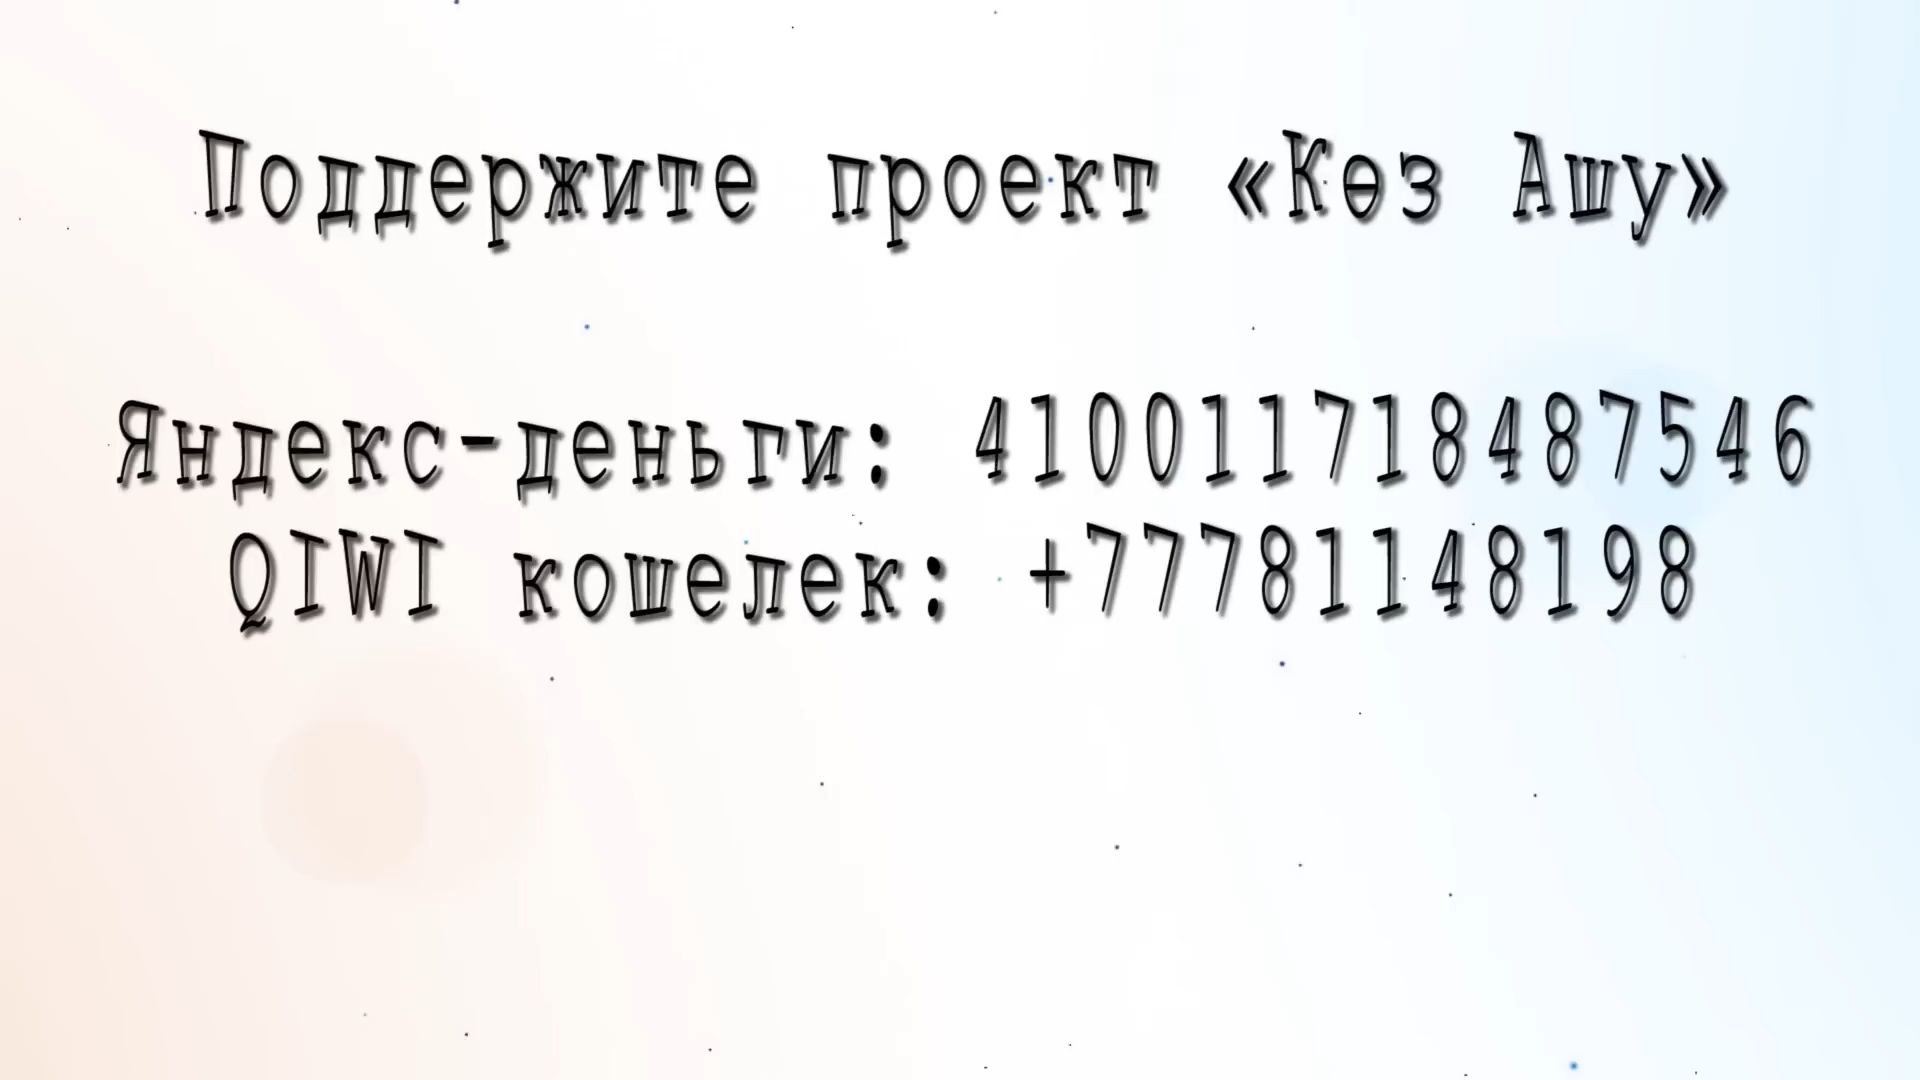 Поддержите проект «Көз Ашу»
Яндекс-деньги: 410011718487546
QIWI кошелек: +77781148198